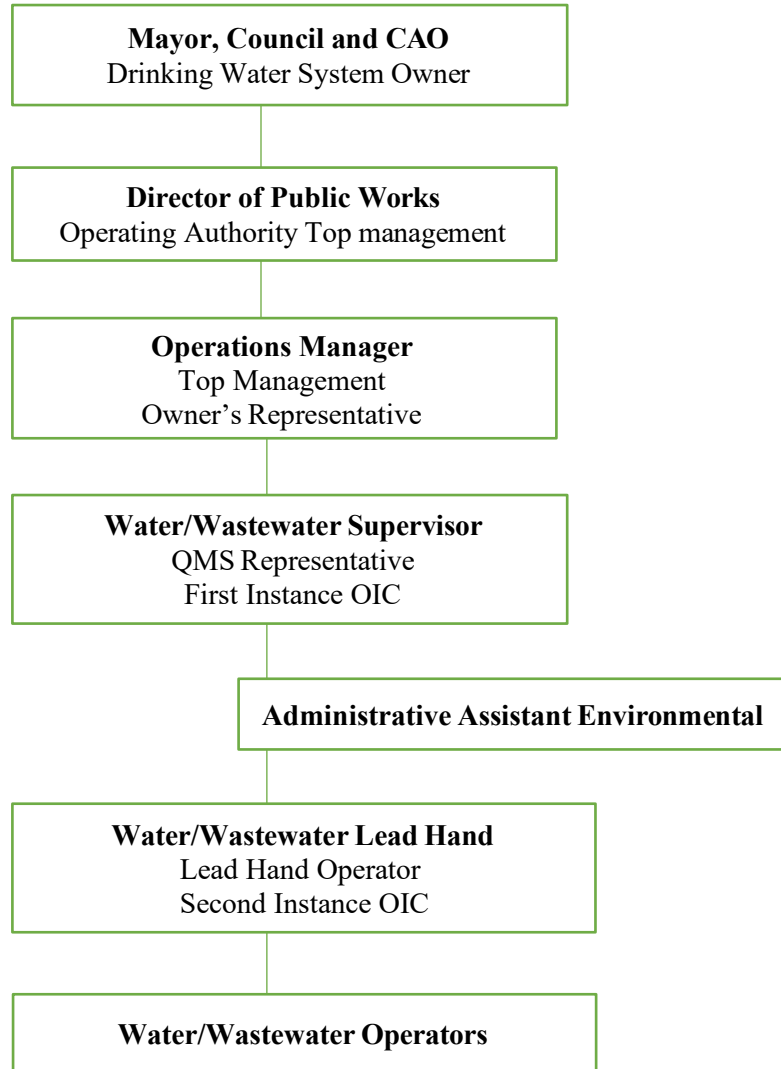 Mayor, Council and CAO
Drinking Water System Owner
Director of Public Works
Operating Authority Top management
Operations Manager
Top Management
Owner’s Representative
Water/Wastewater Supervisor
QMS Representative
First Instance OIC
Administrative Assistant Environmental
Water/Wastewater Lead Hand
Lead Hand Operator
Second Instance OIC
Water/Wastewater Operators